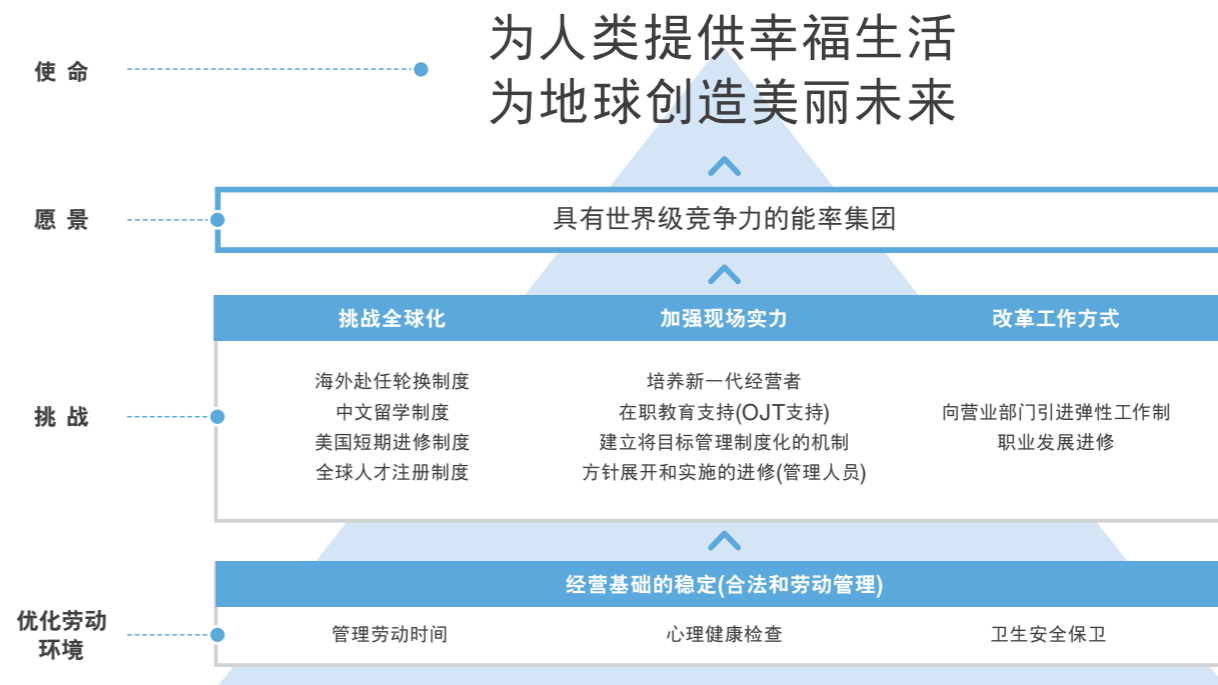 使命
为人类提供幸福生活
为地球创造美丽未来
愿景
具有世界级竞争力的能率集团
挑战
挑战全球化
海外赴任轮换制度
中文留学制度
美国短期进修制度
全球人才注册制度
加强现场实力
培养新一代经营者
在职教育支持(OJT支持)
建立将目标管理制度化的机制
方针展开和实施的进修(管理人员)
改革工作方式
向营业部门引进弹性工作制
职业发展进修
优化劳动
环境
经营基础的稳定(合法和劳动管理)
管理劳动时间
心理健康检查
卫生安全保卫